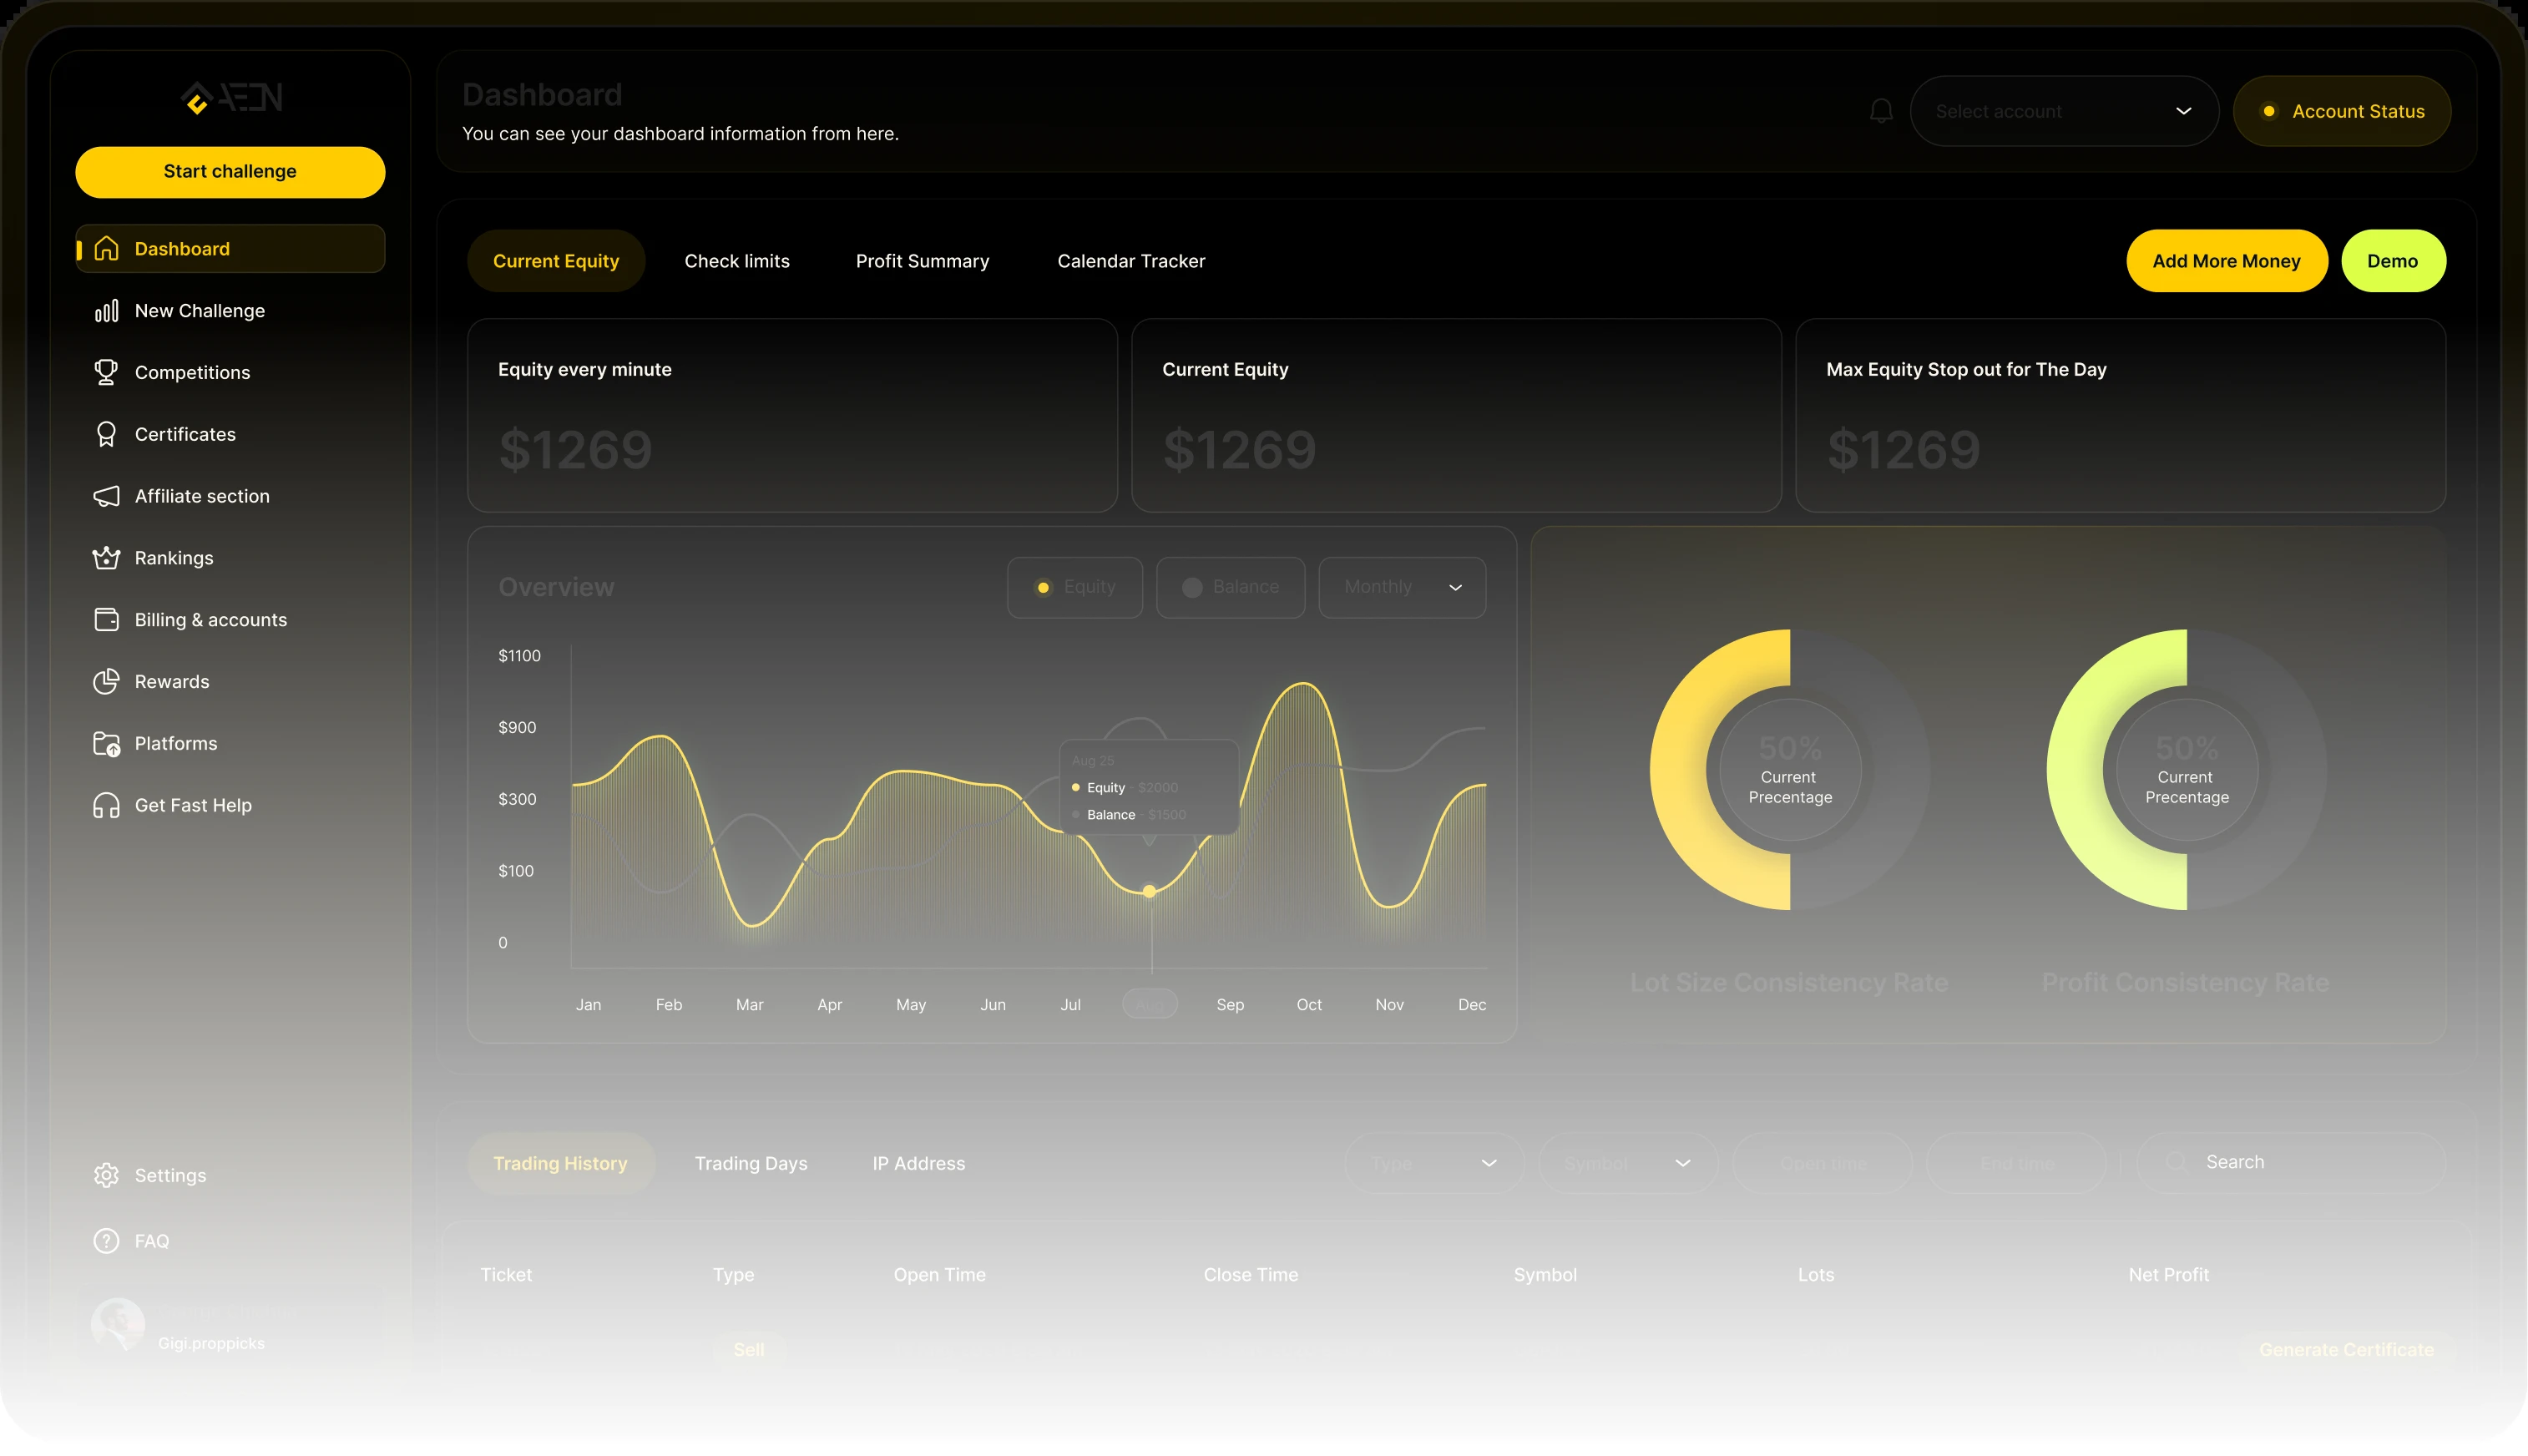 Start challenge
Dashboard
New Challenge
Competitions
Certificates
Affiliate section
Rankings
Billing & accounts
Rewards
Platforms
Get Fast Help
Settings
FAQ
Gigi.proppicks
Dashboard
You can see your dashboard information from here.
Select account
Account Status
Current Equity
Check limits
Profit Summary
Calendar Tracker
Add More Money
Demo
Equity every minute
$1269
Current Equity
$1269
Max Equity Stop out for The Day
$1269
Overview
Equity
Balance
Monthly
$1100
$900
$300
$100
0
Aug 25
Equity - $2000
Balance - $1500
Jan
Feb
Mar
Apr
May
Jun
Jul
Aug
Sep
Oct
Nov
Dec
50%
Current
Precentage
Lot Size Consistency Rate
50%
Current
Precentage
Profit Consistency Rate
Trading History
Trading Days
IP Address
Type
Symbol
Open time
End time
Search
Ticket
Type
Open Time
Close Time
Symbol
Lots
Net Profit
Sell
Generate Certificate